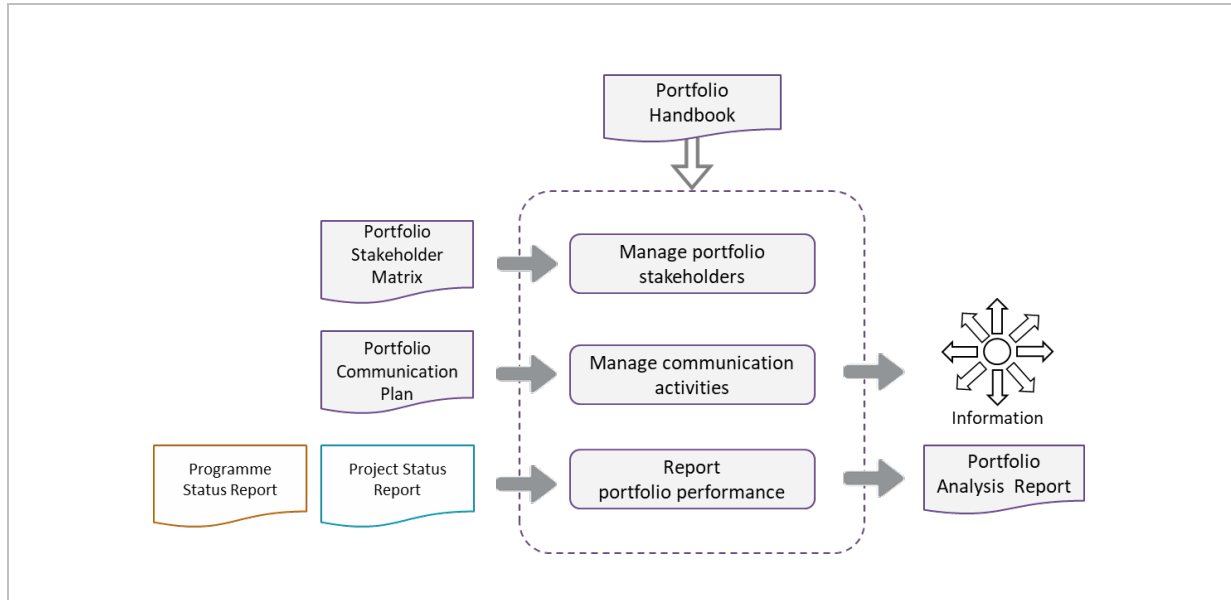 Portfolio
Handbook
Portfolio
Stakeholder
Matrix
Manage portfolio
stakeholders
Portfolio
Communication
Plan
Manage communication
activities
Information
Programme
Status Report
Project Status
Report
Report
portfolio performance
Portfolio
Analysis Report